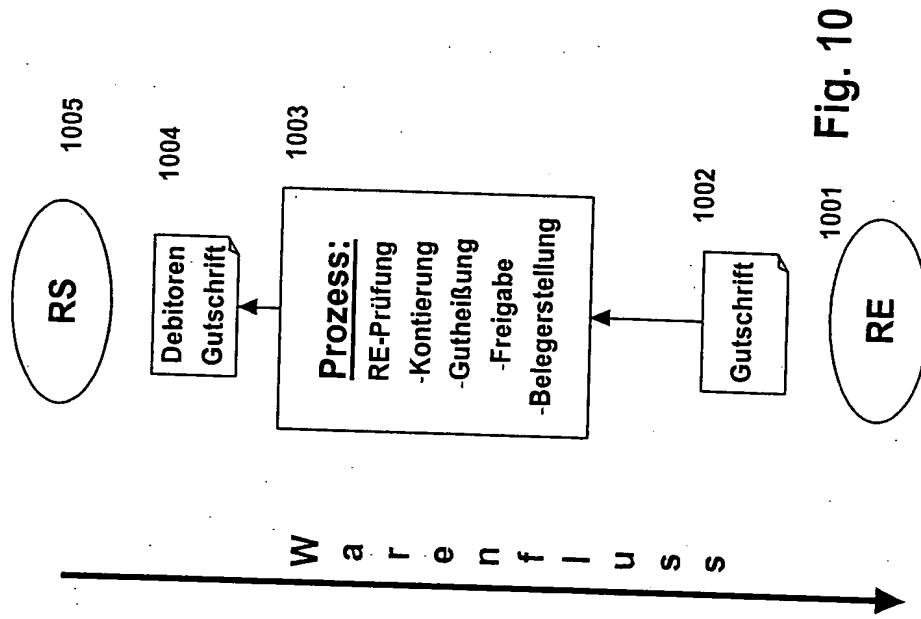 RS
1005
Debitoren
Gutschrift
1004
1003
Prozess:
RE-Prüfung
-Kontierung
-Gutheißung
-Freigabe
-Belegerstellung
1002
Gutschrift
1001
RE
Warenfluss
Fig. 10